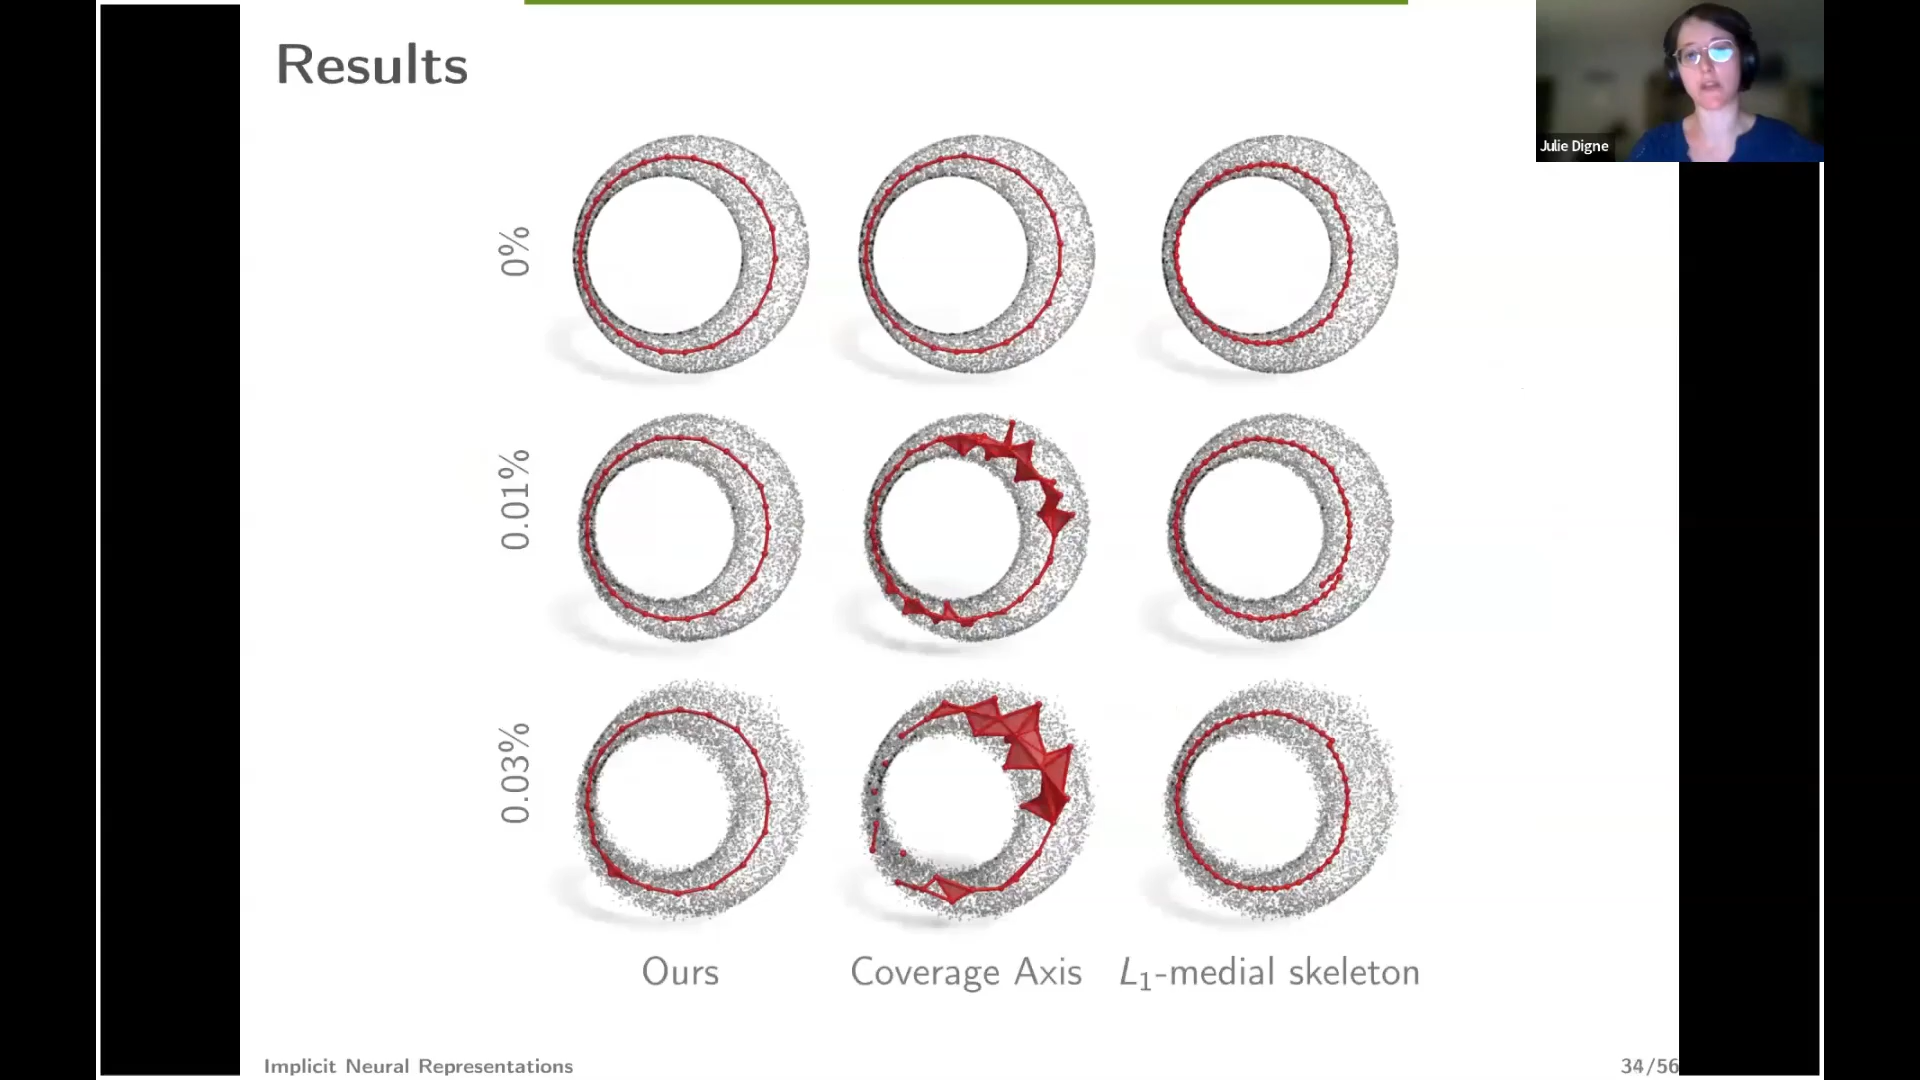 Results
Julie Digne
0%
0.01%
0.03%
Ours
Coverage Axis
L₁-medial skeleton
Implicit Neural Representations
34/56